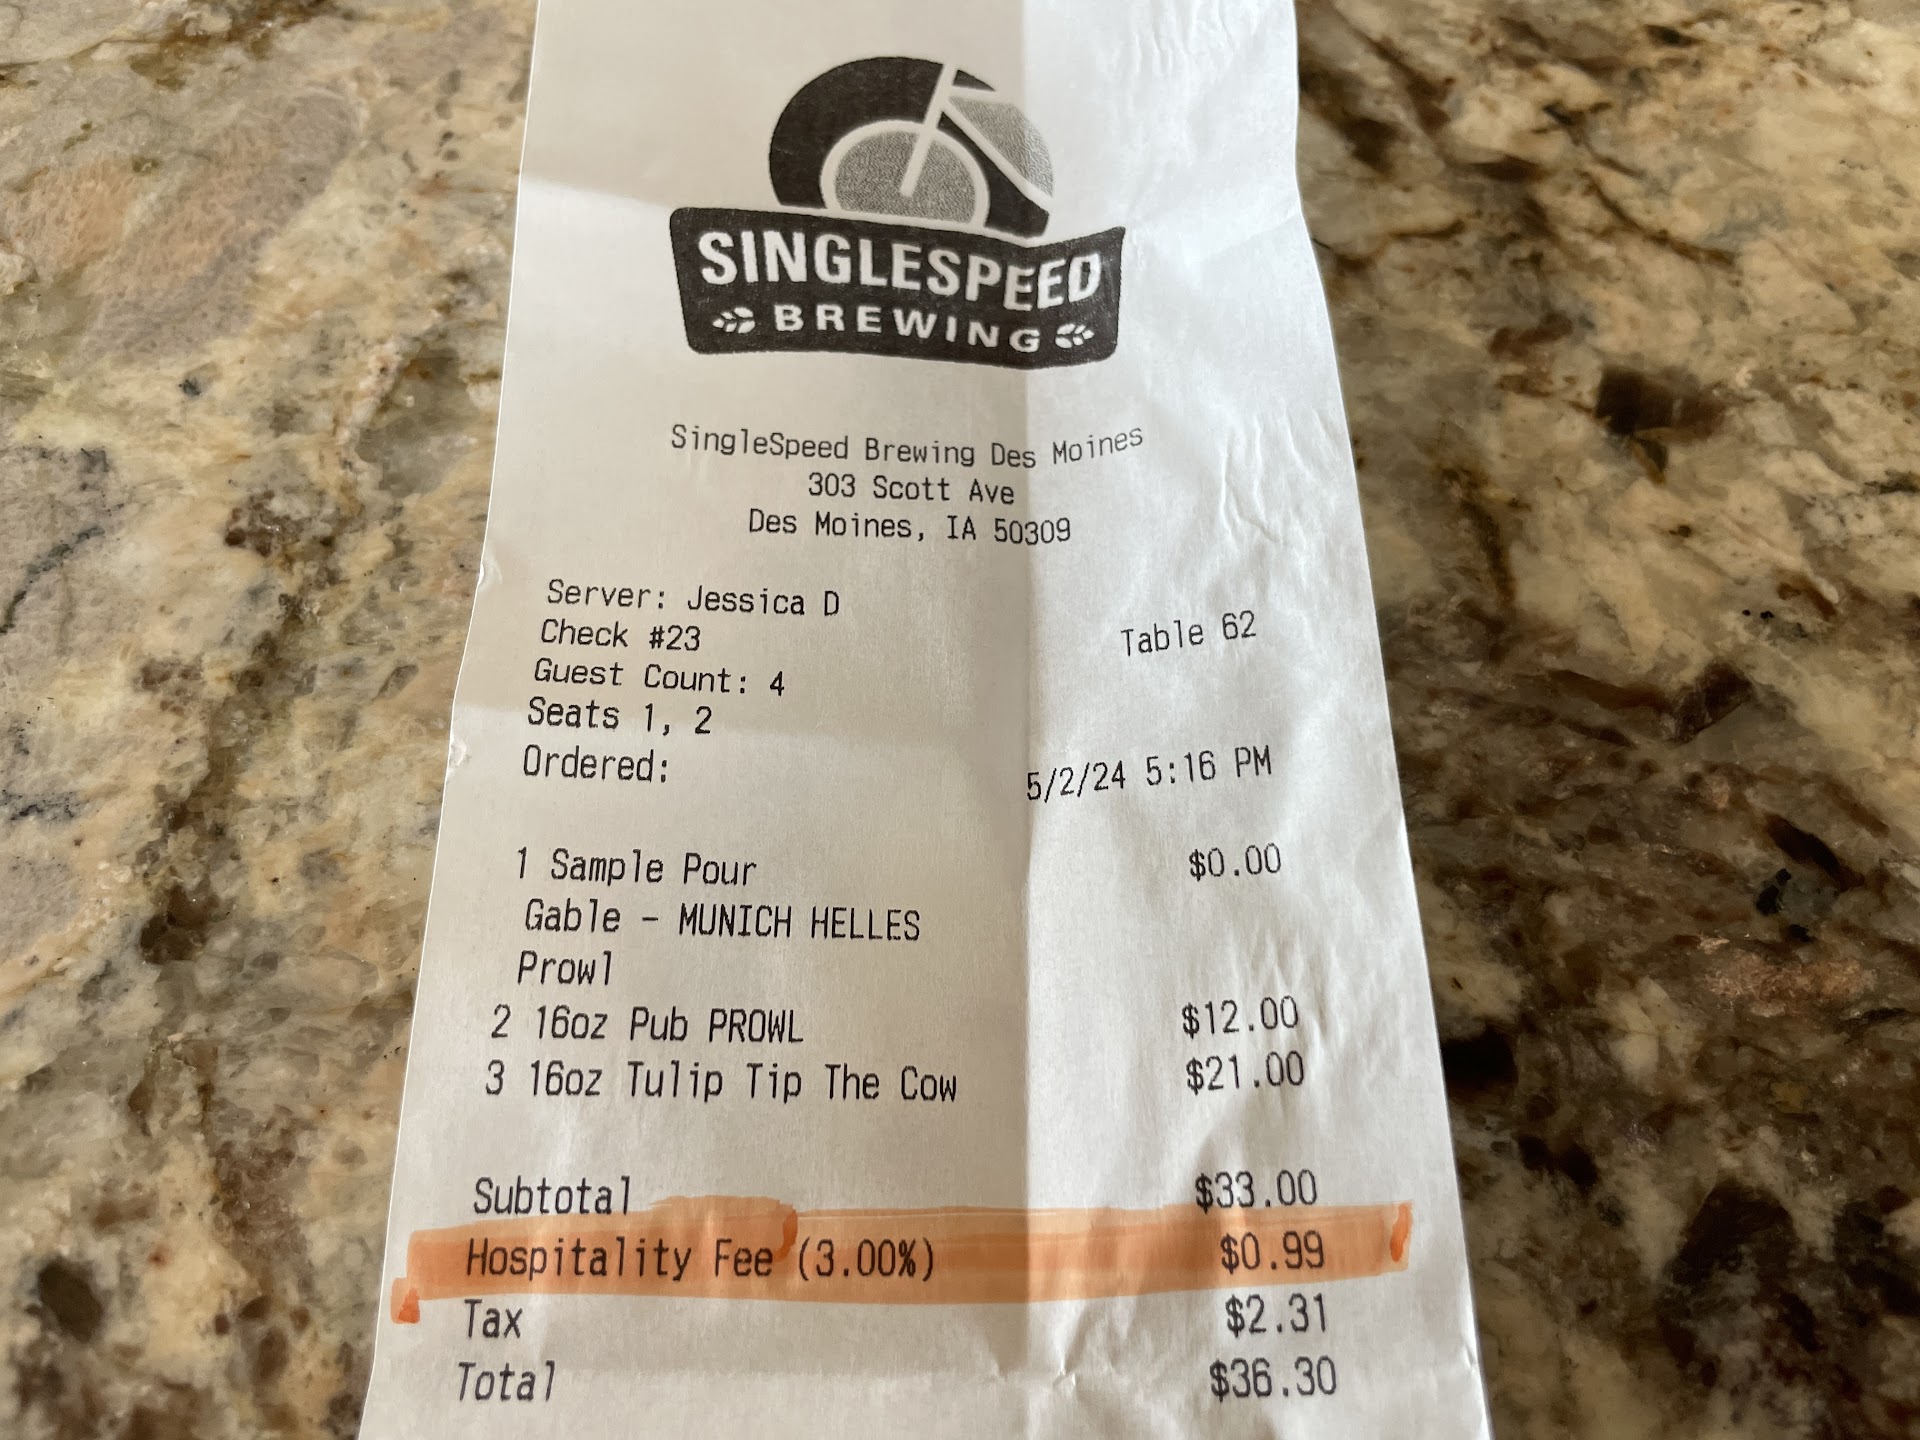 SINGLESPEED
BREWING
SingleSpeed Brewing Des Moines
303 Scott Ave
Des Moines, IA 50309
Server: Jessica D
Check #23 Table 62
Guest Count: 4
Seats 1, 2
Ordered: 5/2/24 5:16 PM
1 Sample Pour $0.00
Gable - MUNICH HELLES
Prowl
2 16oz Pub PROWL $12.00
3 16oz Tulip Tip The Cow $21.00
Subtotal $33.00
Hospitality Fee (3.00%) $0.99
Tax $2.31
Total $36.30